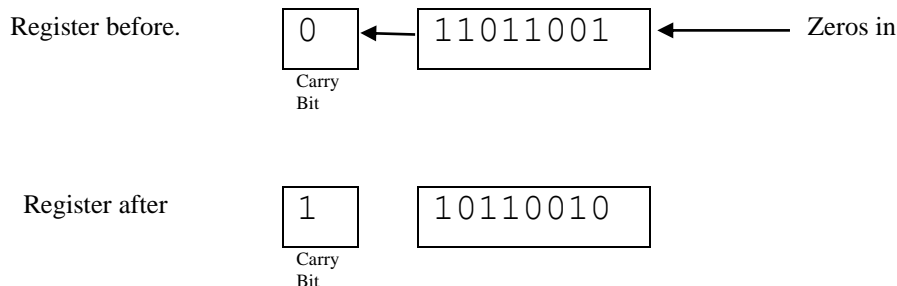 Register before. 0 11011001 Zeros in
Carry
Bit
Register after 1 10110010
Carry
Bit